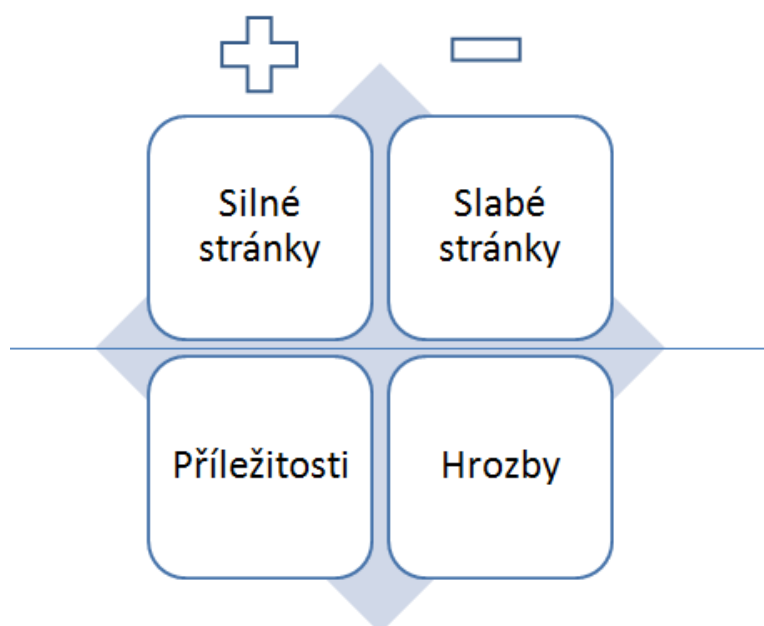 Silné
stránky
Slabé
stránky
Příležitosti
Hrozby